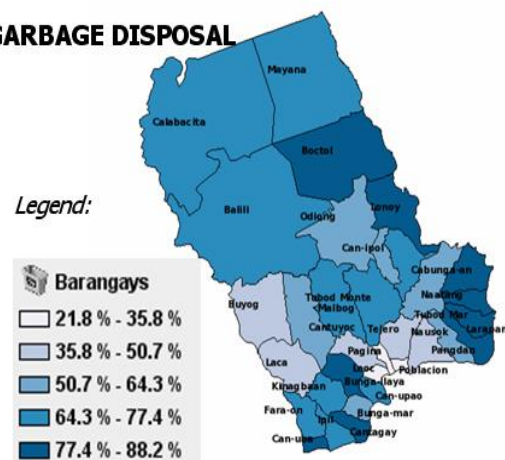 GARBAGE DISPOSAL
Mayana
Calabacita
Boctol
Balili
Odiong
Lonoy
Can-ipol
Cabunga-an
Naatang
Buyog
Tubod Monte
Maibog
Cantuyoc
Tejero
Tubod Mar
Nausok
Larapan
Pangdan
Pagina
Poblacion
Laca
Looc
Kinagbaan
Bunga-ilaya
Can-upao
Fara-on
Ipil
Bunga-mar
Can-uba
Cantagay
Legend:
Barangays
21.8 % - 35.8 %
35.8 % - 50.7 %
50.7 % - 64.3 %
64.3 % - 77.4 %
77.4 % - 88.2 %